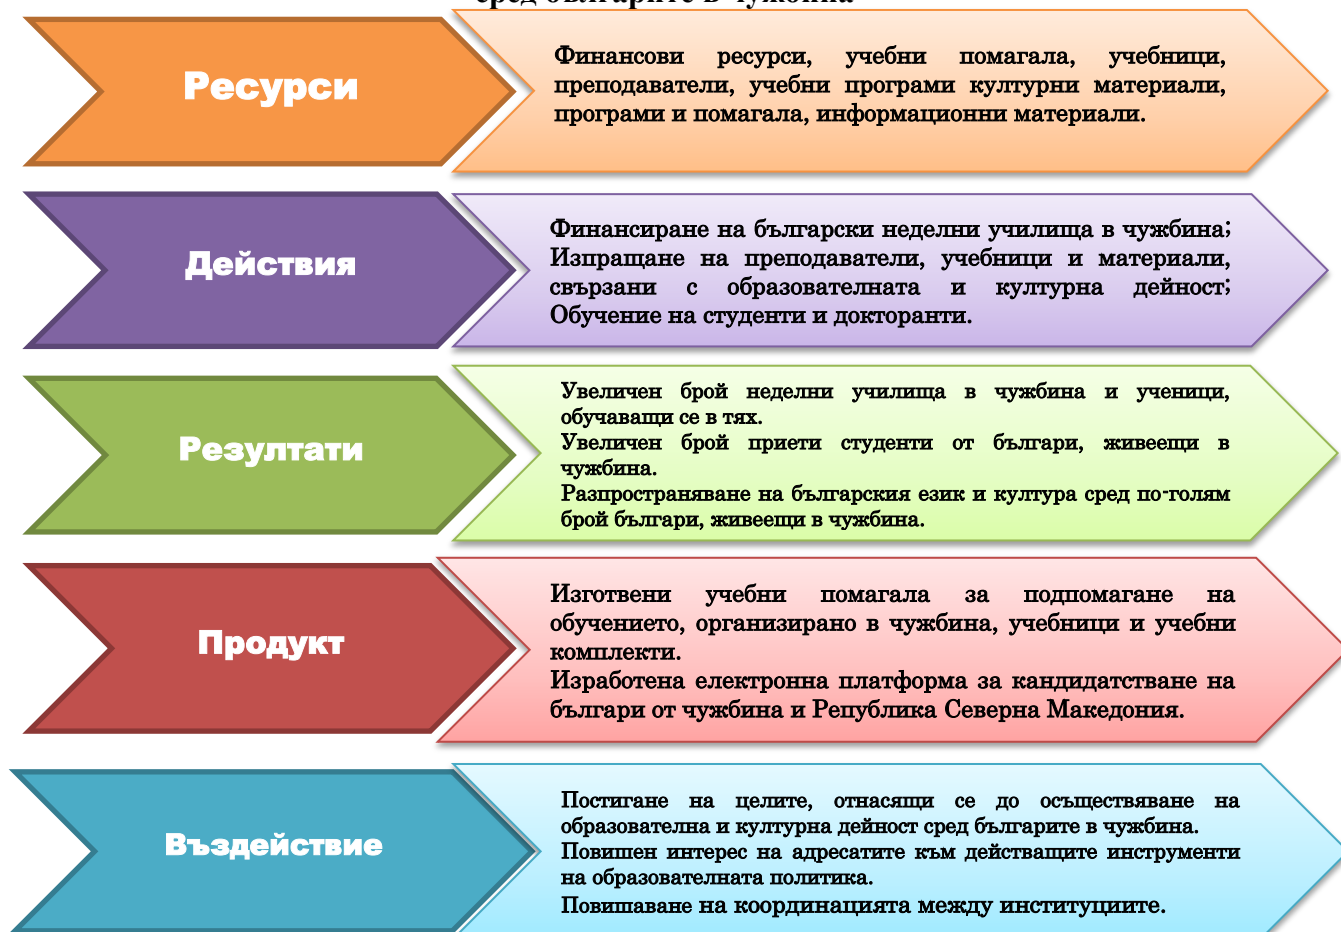 сред българите в чужбина
Ресурси
Финансови ресурси, учебни помагала, учебници,
преподаватели, учебни програми културни материали,
програми и помагала, информационни материали.
Действия
Финансиране на български неделни училища в чужбина;
Изпращане на преподаватели, учебници и материали,
свързани с образователната и културна дейност;
Обучение на студенти и докторанти.
Резултати
Увеличен брой неделни училища в чужбина и ученици,
обучаващи се в тях.
Увеличен брой приети студенти от българи, живеещи в
чужбина.
Разпространяване на българския език и култура сред по-голям
брой българи, живеещи в чужбина.
Продукт
Изготвени учебни помагала за подпомагане на
обучението, организирано в чужбина, учебници и учебни
комплекти.
Изработена електронна платформа за кандидатстване на
българи от чужбина и Република Северна Македония.
Въздействие
Постигане на целите, отнасящи се до осъществяване на
образователна и културна дейност сред българите в чужбина.
Повишен интерес на адресатите към действащите инструменти
на образователната политика.
Повишаване на координацията между институциите.